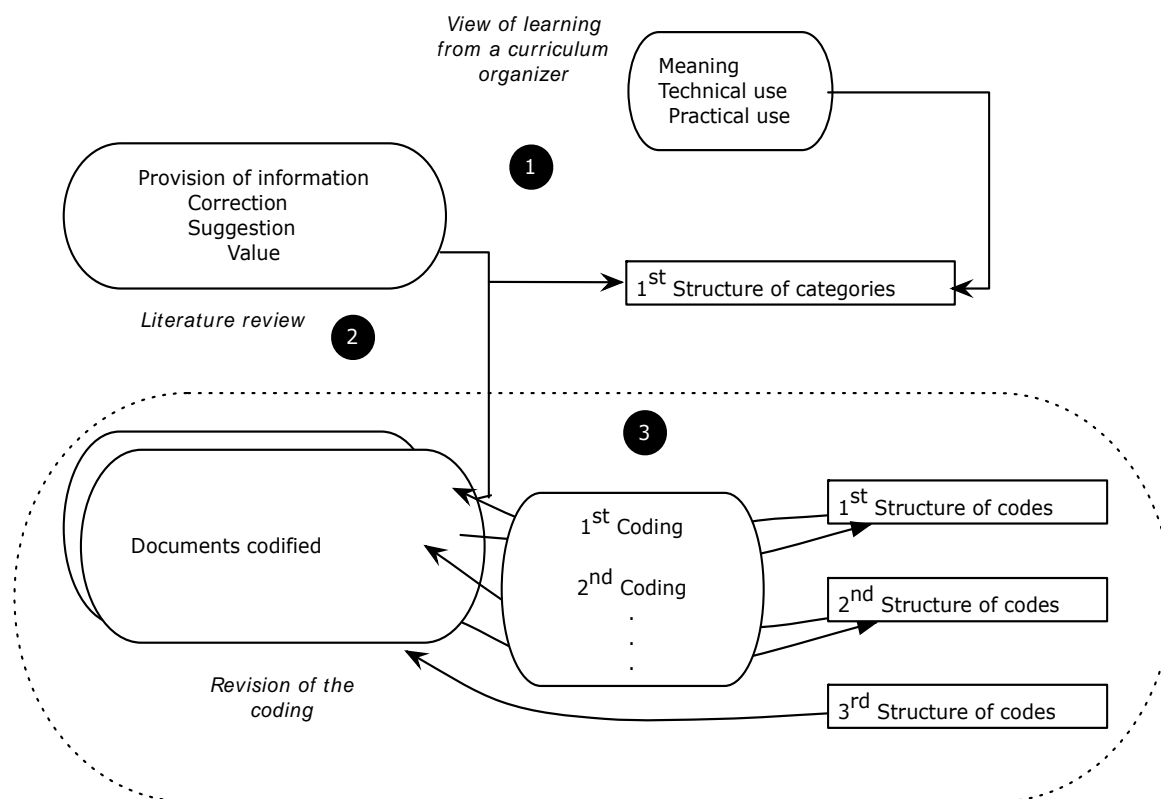 View of learning
from a curriculum
organizer
Meaning
Technical use
Practical use
1
Provision of information
Correction
Suggestion
Value
1st Structure of categories
Literature review
2
3
1st Structure of codes
1st Coding
Documents codified
2nd Coding
2nd Structure of codes
.
.
.
Revision of the
coding
3rd Structure of codes